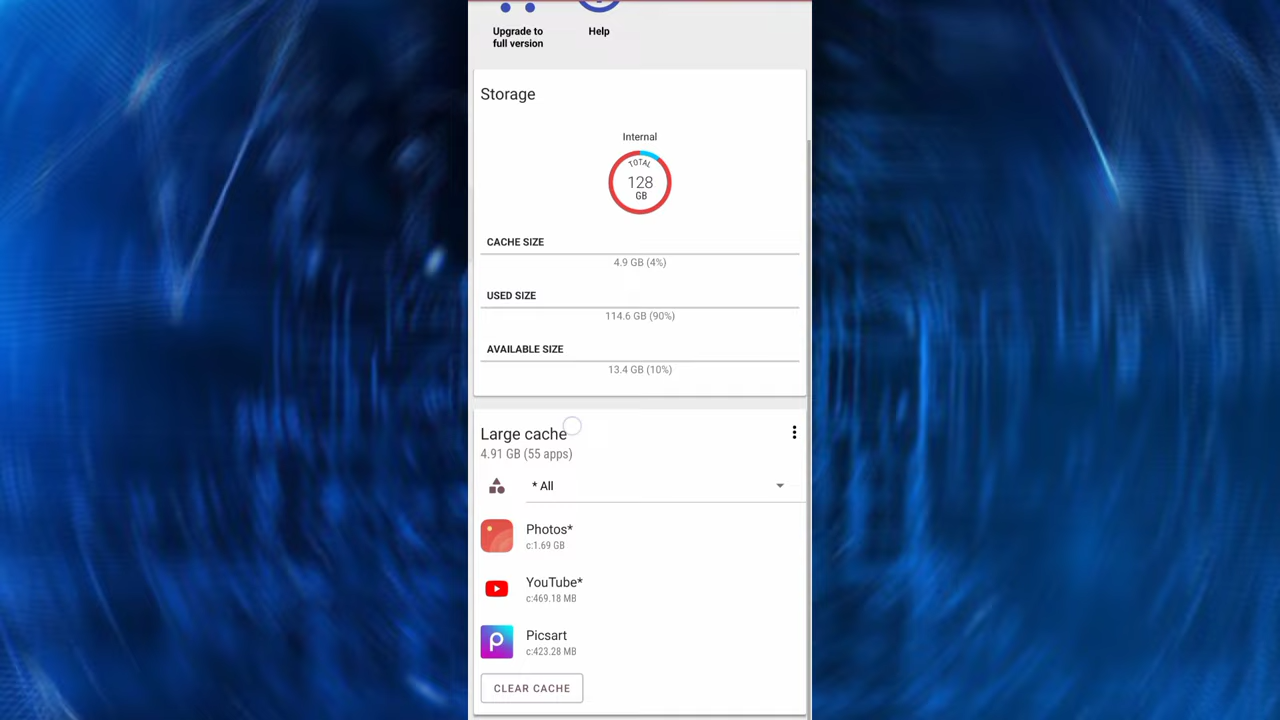 Upgrade to
full version
Help
Storage
Internal
TOTAL
128
GB
CACHE SIZE
4.9 GB (4%)
USED SIZE
114.6 GB (90%)
AVAILABLE SIZE
13.4 GB (10%)
Large cache
4.91 GB (55 apps)
* All
Photos*
c:1.69 GB
YouTube*
c:469.18 MB
Picsart
c:423.28 MB
CLEAR CACHE